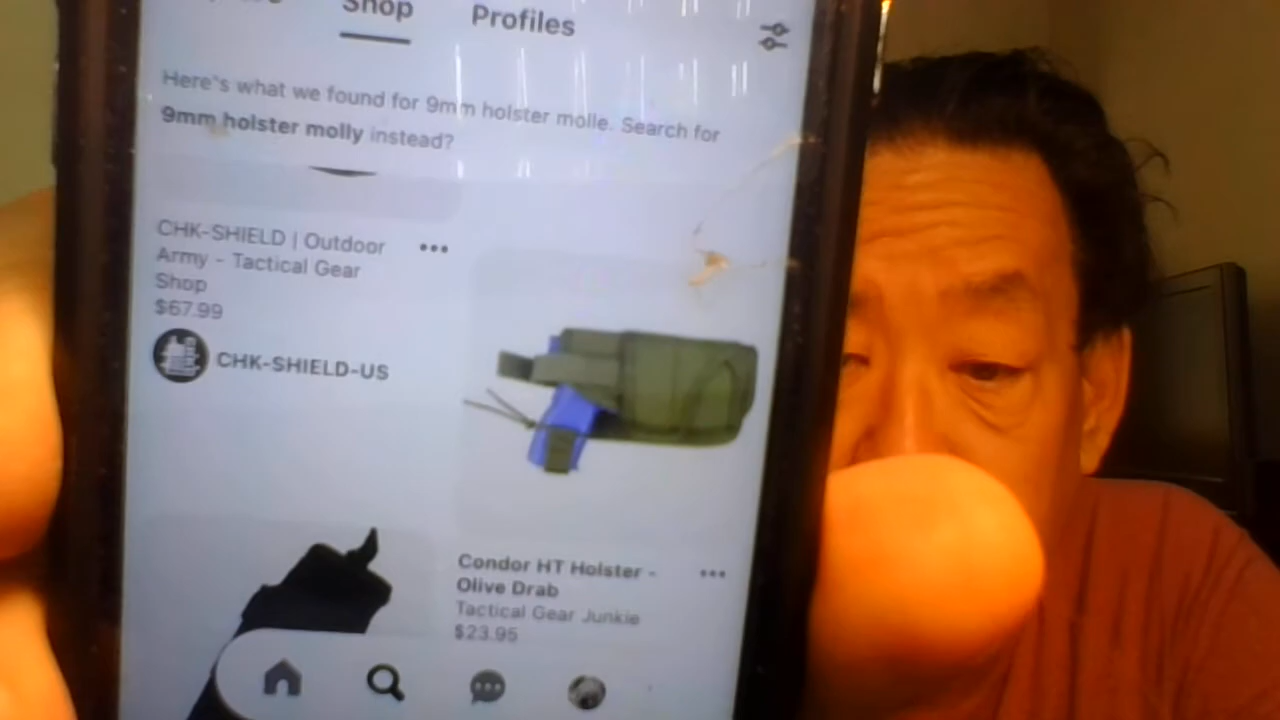 Shop
Profiles
Here's what we found for 9mm holster molle. Search for
9mm holster molly instead?
CHK-SHIELD | Outdoor
Army - Tactical Gear
Shop
$67.99
CHK-SHIELD-US
Condor HT Holster -
Olive Drab
Tactical Gear Junkie
$23.95